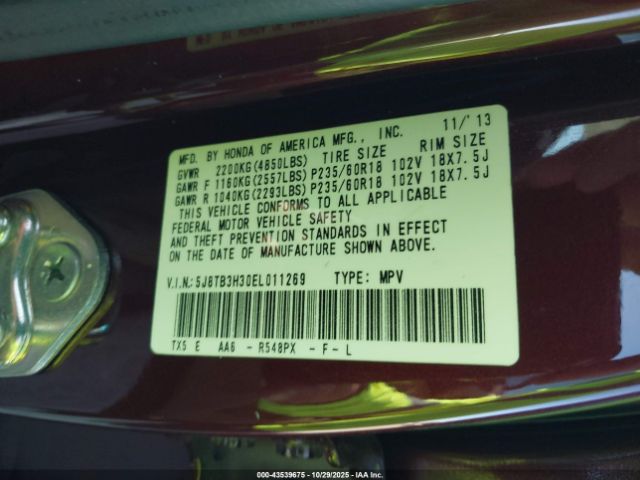 MFD. BY HONDA OF AMERICA MFG., INC. 11/'13
GVWR 2200KG(4850LBS) TIRE SIZE RIM SIZE
GAWR F 1160KG(2557LBS) P235/60R18 102V 18X7.5J
GAWR R 1040KG(2293LBS) P235/60R18 102V 18X7.5J
THIS VEHICLE CONFORMS TO ALL APPLICABLE
FEDERAL MOTOR VEHICLE SAFETY
AND THEFT PREVENTION STANDARDS IN EFFECT
ON THE DATE OF MANUFACTURE SHOWN ABOVE.
V.I.N.: 5J8TB3H30EL011269 TYPE: MPV
TX5 E AA6 - R548PX - F - L
000-43539675 - 10/29/2025 - IAA Inc.